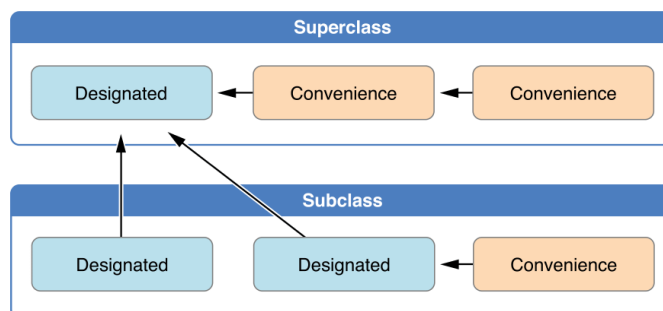 Superclass
Designated
Convenience
Convenience
Subclass
Designated
Designated
Convenience